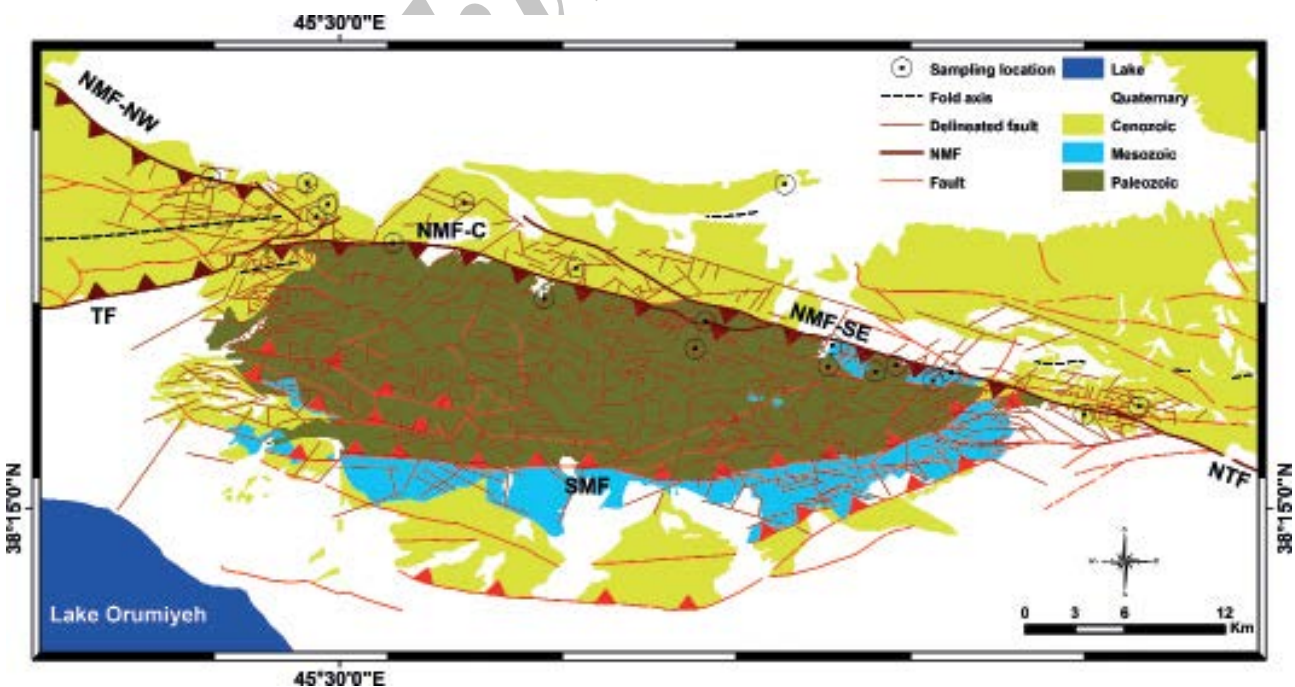 45°30'0"E
NMF-NW
Sampling location
Lake
Fold axis
Quaternary
Delineated fault
Cenozoic
NMF
Mesozoic
Fault
Paleozoic
NMF-C
TF
NMF-SE
SMF
NTF
38°15'0"N
38°15'0"N
Lake Orumiyeh
0 3 6 12
Km
45°30'0"E